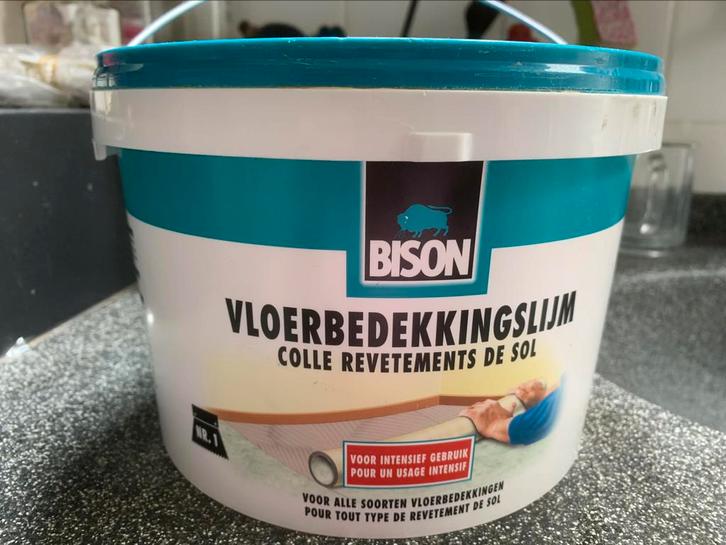 BISON
VLOERBEDEKKINGSLIJM
COLLE REVETEMENTS DE SOL
NR. 1
VOOR INTENSIEF GEBRUIK
POUR UN USAGE INTENSIF
VOOR ALLE SOORTEN VLOERBEDEKKINGEN
POUR TOUT TYPE DE REVETEMENT DE SOL